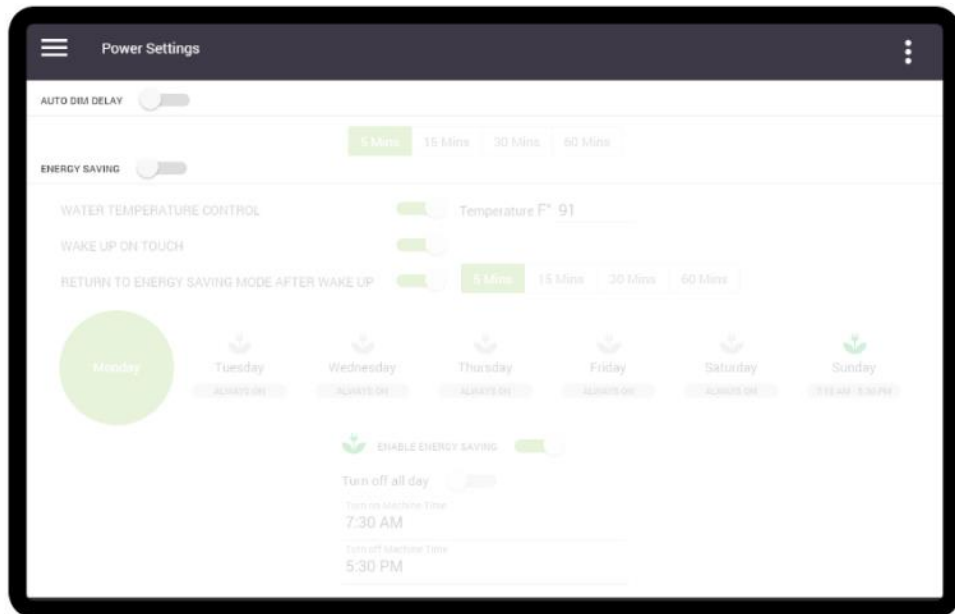 Power Settings
AUTO DIM DELAY
5 Mins 15 Mins 30 Mins 60 Mins
ENERGY SAVING
WATER TEMPERATURE CONTROL Temperature F° 91
WAKE UP ON TOUCH
RETURN TO ENERGY SAVING MODE AFTER WAKE UP 5 Mins 15 Mins 30 Mins 60 Mins
Monday Tuesday Wednesday Thursday Friday Saturday Sunday
ALWAYS ON ALWAYS ON ALWAYS ON ALWAYS ON ALWAYS ON
ENABLE ENERGY SAVING
Turn off all day
Turn on Machine Time
7:30 AM
Turn off Machine Time
5:30 PM